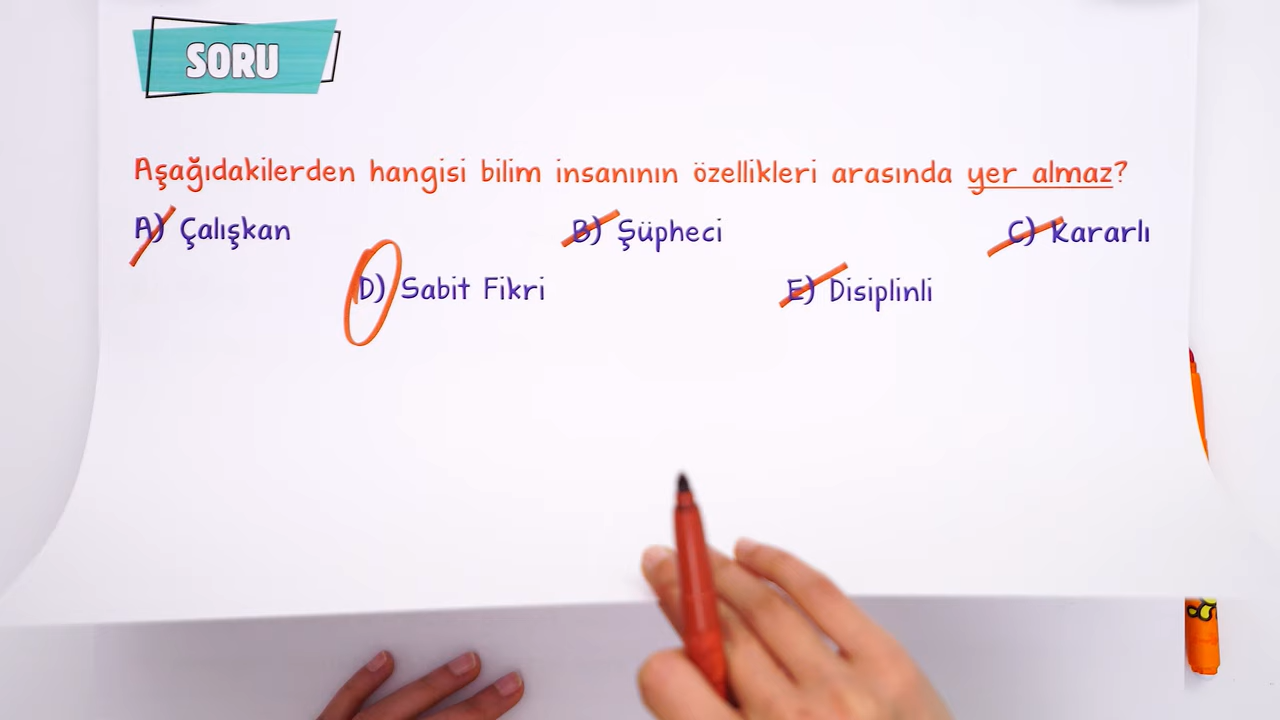 SORU
Aşağıdakilerden hangisi bilim insanının özellikleri arasında yer almaz?
A) Çalışkan B) Şüpheci C) Kararlı
D) Sabit Fikri E) Disiplinli